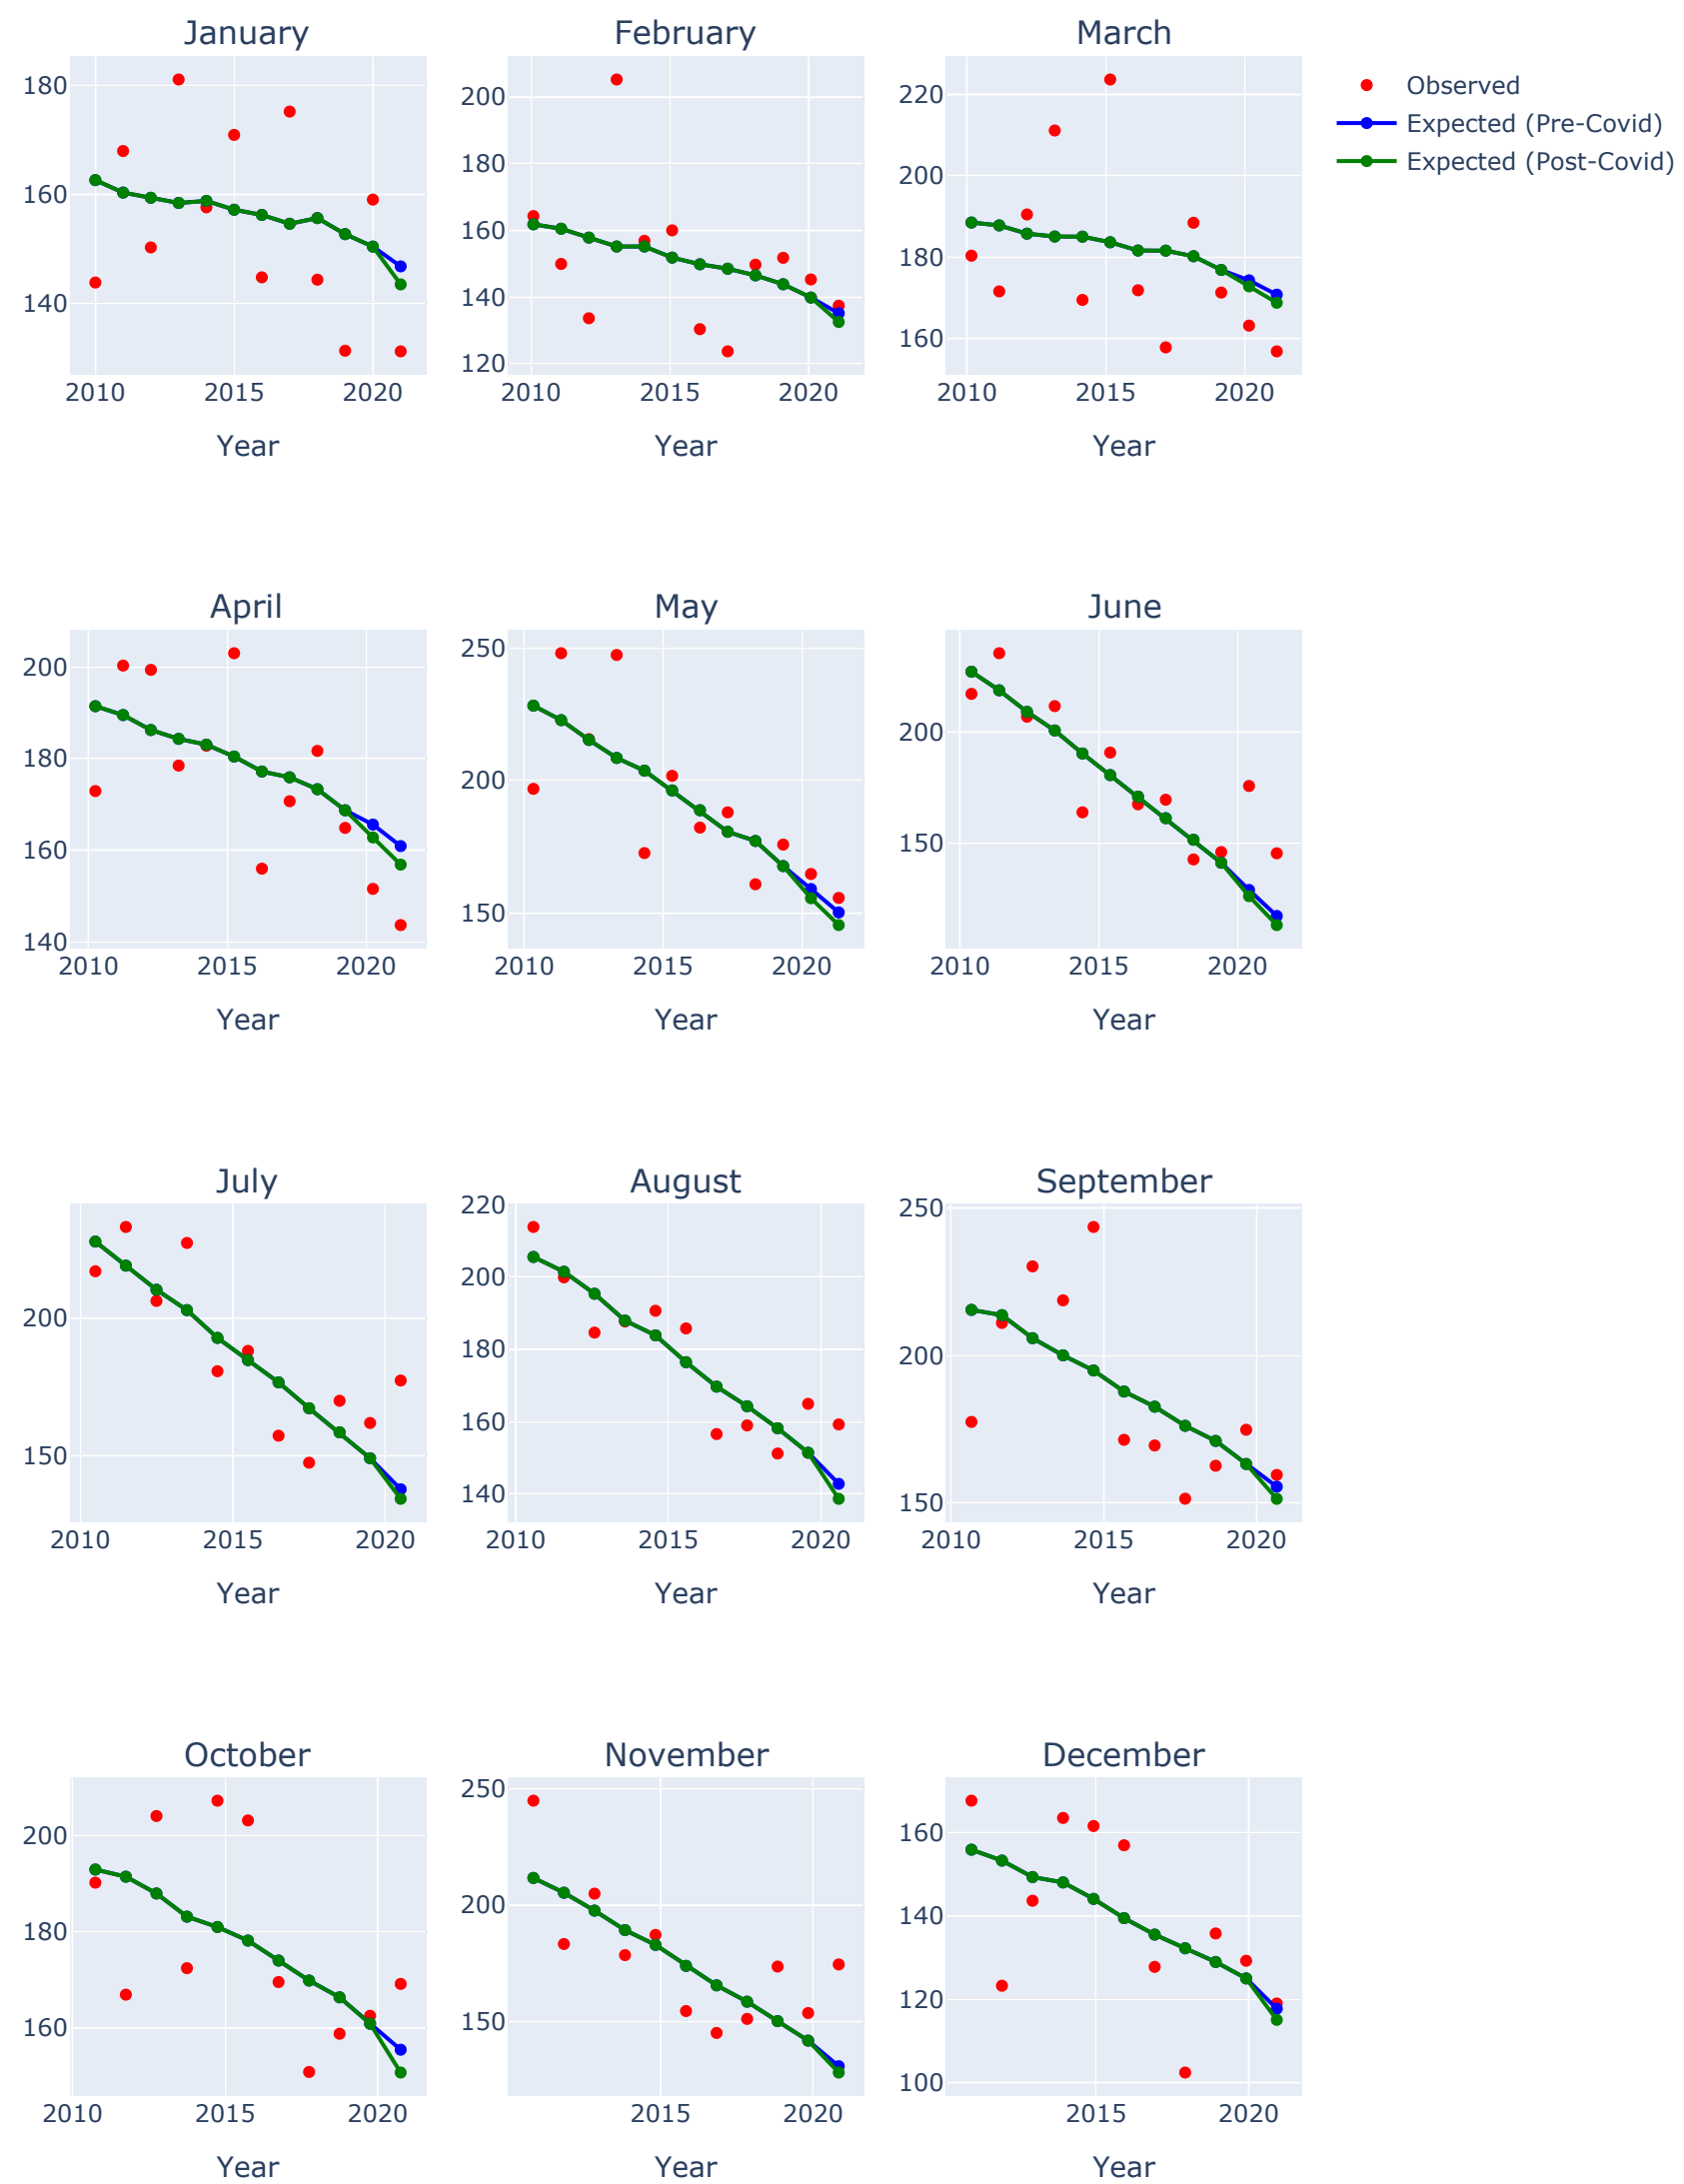 January February March
Observed
Expected (Pre-Covid)
Expected (Post-Covid)
180
160
140
200
180
160
140
120
220
200
180
160
2010 2015 2020 2010 2015 2020 2010 2015 2020
Year Year Year
April May June
200
180
160
140
250
200
150
200
150
2010 2015 2020 2010 2015 2020 2010 2015 2020
Year Year Year
July August September
200
150
220
200
180
160
140
250
200
150
2010 2015 2020 2010 2015 2020 2010 2015 2020
Year Year Year
October November December
200
180
160
250
200
150
160
140
120
100
2010 2015 2020 2015 2020 2015 2020
Year Year Year